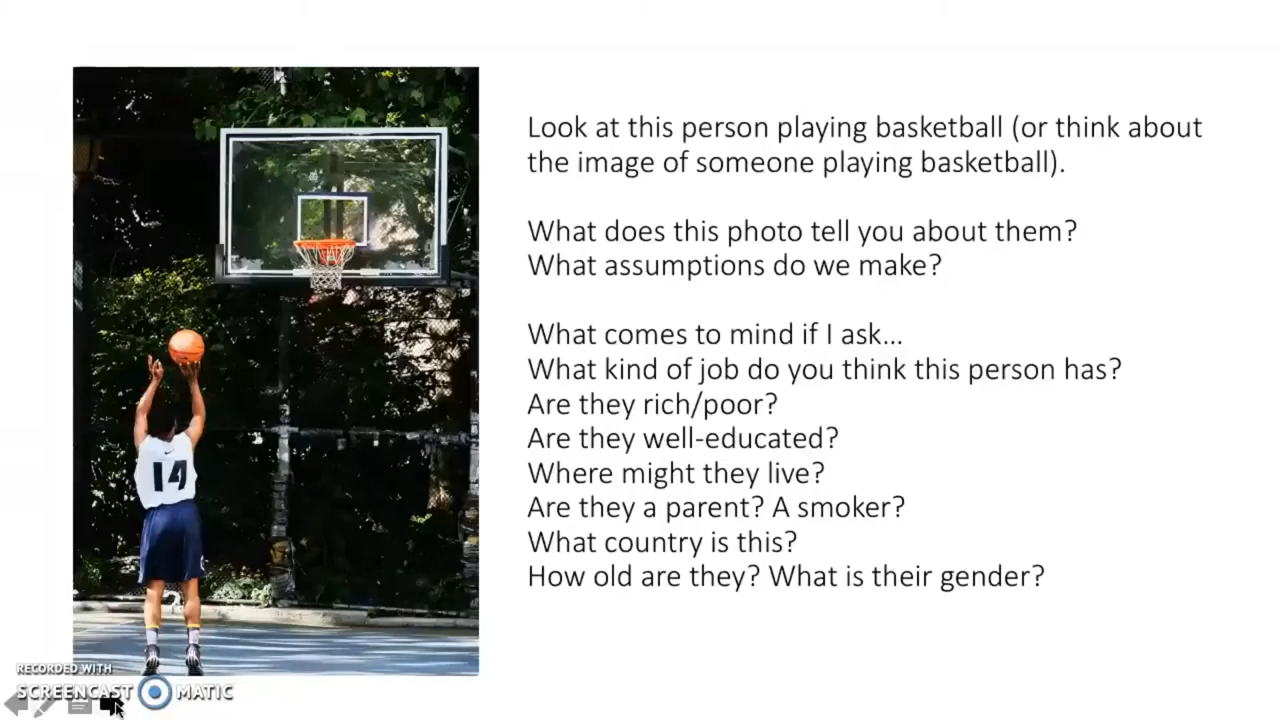 Look at this person playing basketball (or think about
the image of someone playing basketball).
What does this photo tell you about them?
What assumptions do we make?
What comes to mind if I ask...
What kind of job do you think this person has?
Are they rich/poor?
Are they well-educated?
Where might they live?
Are they a parent? A smoker?
What country is this?
How old are they? What is their gender?
14
RECORDED WITH
SCREENCAST MATIC